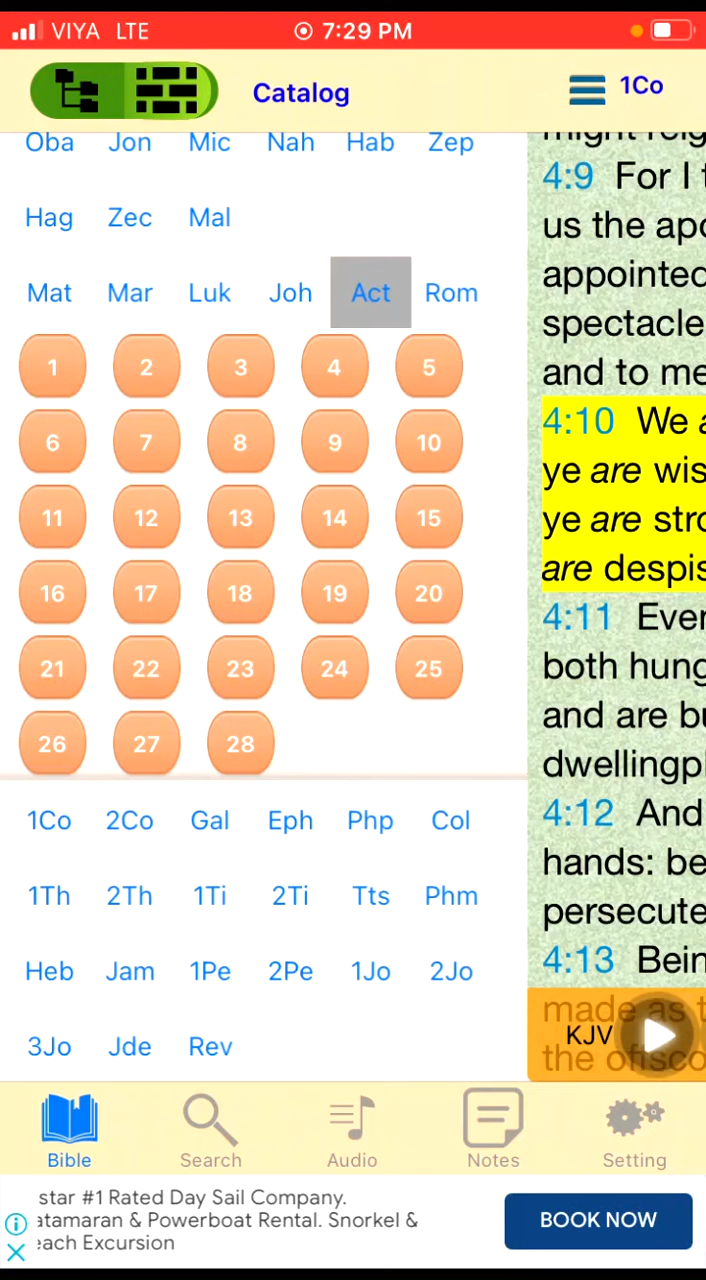 VIYA LTE 7:29 PM
Catalog 1Co
Oba Jon Mic Nah Hab Zep
Hag Zec Mal
Mat Mar Luk Joh Act Rom
1 2 3 4 5
6 7 8 9 10
11 12 13 14 15
16 17 18 19 20
21 22 23 24 25
26 27 28
1Co 2Co Gal Eph Php Col
1Th 2Th 1Ti 2Ti Tts Phm
Heb Jam 1Pe 2Pe 1Jo 2Jo
3Jo Jde Rev
might reig
4:9 For I t
us the apo
appointed
spectacle
and to me
4:10 We a
ye are wis
ye are stro
are despis
4:11 Ever
both hung
and are bu
dwellingpl
4:12 And
hands: be
persecute
4:13 Bein
made as t
KJV
the offsco
Bible Search Audio Notes Setting
star #1 Rated Day Sail Company.
atamaran & Powerboat Rental. Snorkel &
each Excursion
BOOK NOW